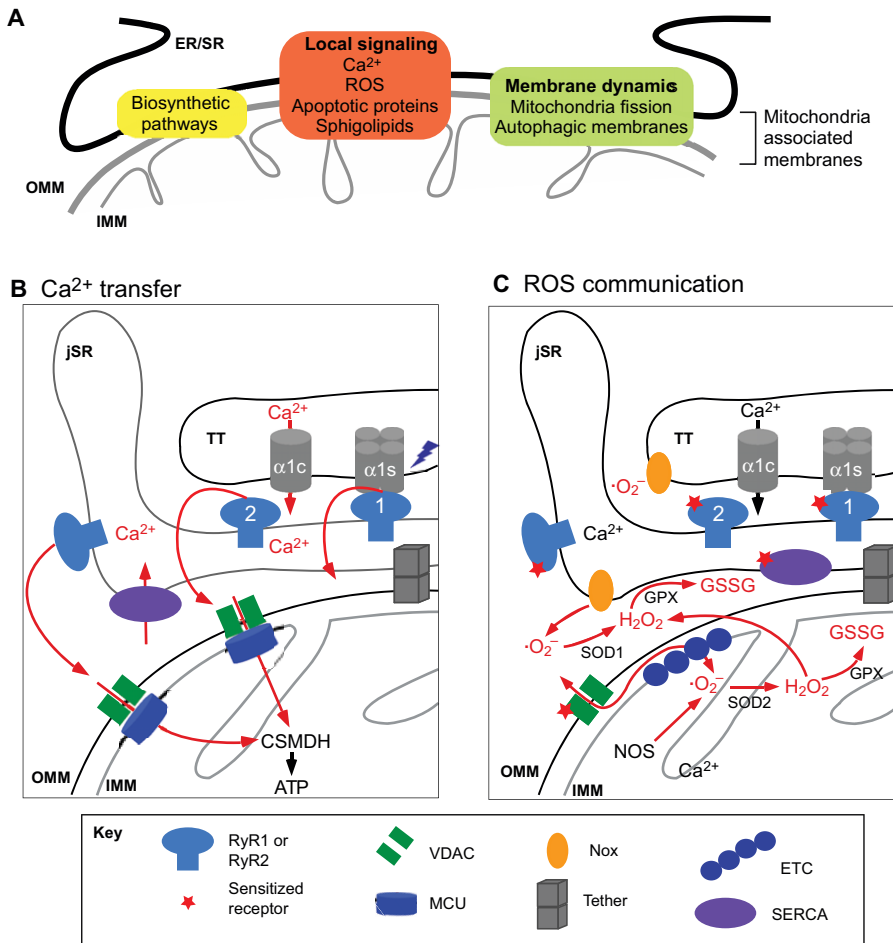 A
ER/SR
Local signaling
Ca2+
ROS
Apoptotic proteins
Sphigolipids
Biosynthetic
pathways
Membrane dynamics
Mitochondria fission
Autophagic membranes
Mitochondria
associated
membranes
OMM
IMM
B Ca2+ transfer
jSR
TT
Ca2+
α1c
α1s
2
1
Ca2+
Ca2+
CSMDH
ATP
OMM
IMM
C ROS communication
jSR
TT
Ca2+
α1c
α1s
·O2−
2
1
Ca2+
GPX
GSSG
H2O2
·O2−
SOD1
GSSG
GPX
·O2−
SOD2
H2O2
NOS
Ca2+
OMM
IMM
Key
RyR1 or
RyR2
VDAC
Nox
ETC
Sensitized
receptor
MCU
Tether
SERCA